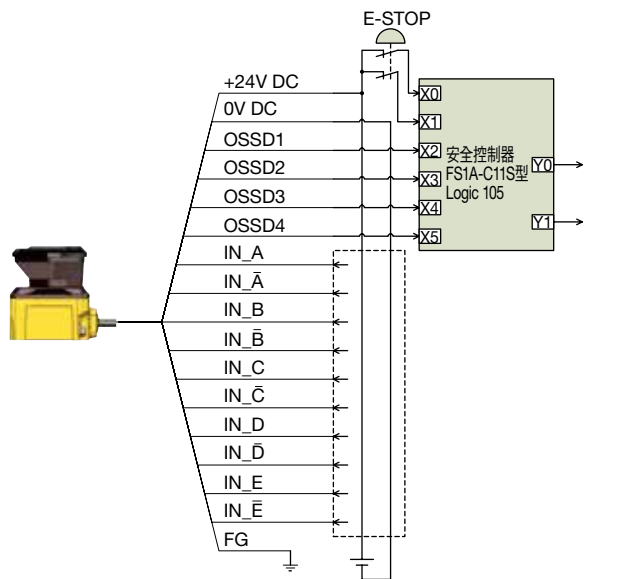 E-STOP
+24V DC
0V DC
OSSD1
OSSD2
OSSD3
OSSD4
IN_A
IN_Ā
IN_B
IN_B̄
IN_C
IN_C̄
IN_D
IN_D̄
IN_E
IN_Ē
FG
X0
X1
X2
X3
X4
X5
安全控制器
FS1A-C11S型
Logic 105
Y0
Y1